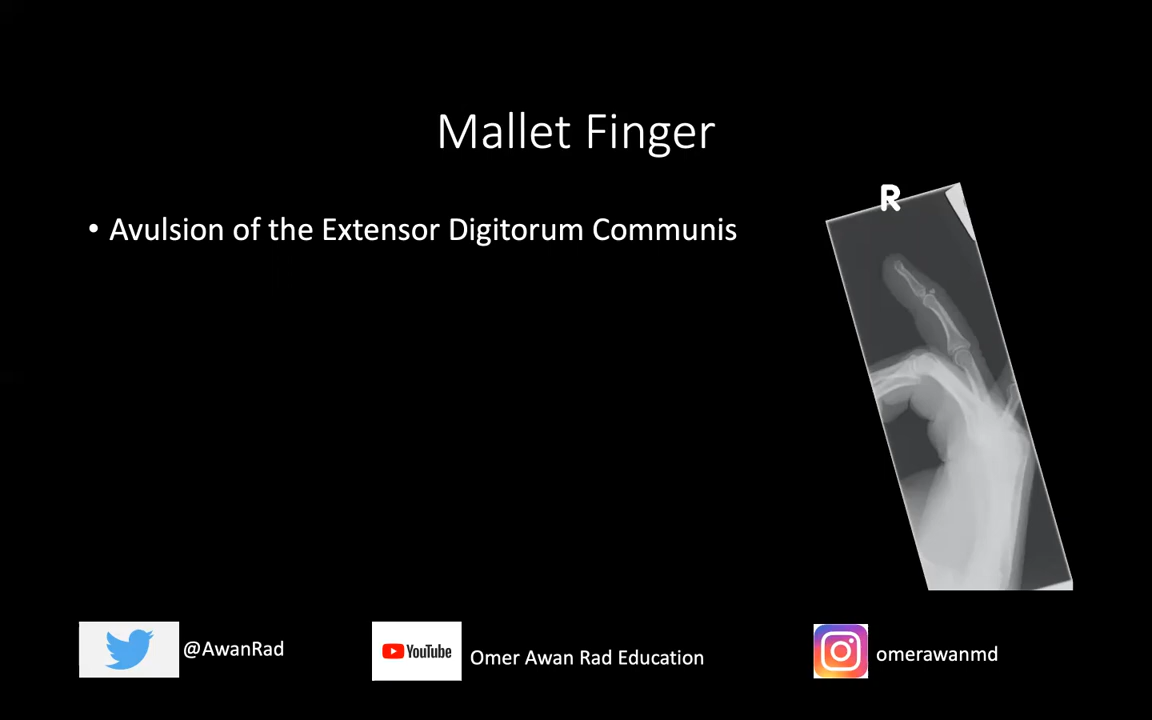 Mallet Finger
• Avulsion of the Extensor Digitorum Communis
R
@AwanRad
YouTube
Omer Awan Rad Education
omerawanmd